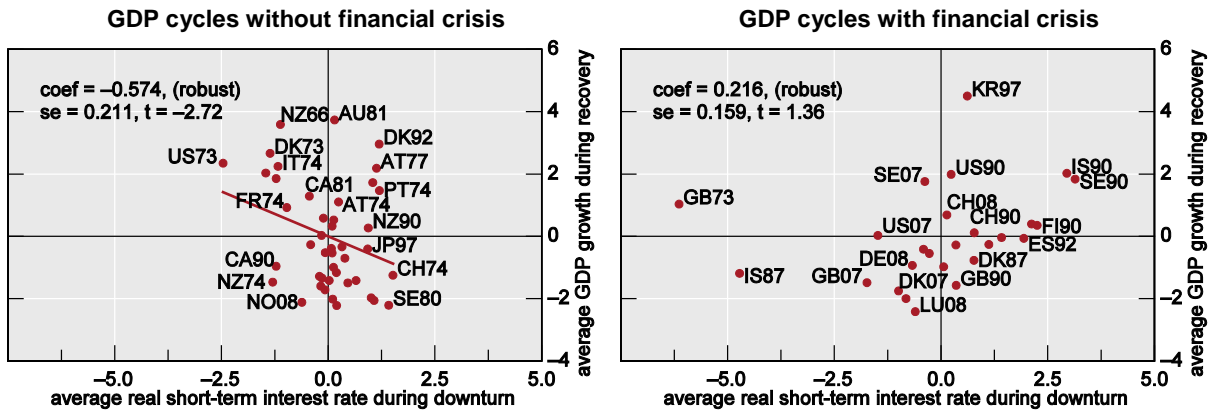 GDP cycles without financial crisis
coef = –0.574, (robust)
se = 0.211, t = –2.72
NZ66
AU81
DK73
DK92
US73
IT74
AT77
CA81
PT74
FR74
AT74
NZ90
JP97
CA90
CH74
NZ74
NO08
SE80
6
4
2
0
–2
–4
average GDP growth during recovery
–5.0
–2.5
0.0
2.5
5.0
average real short-term interest rate during downturn
GDP cycles with financial crisis
coef = 0.216, (robust)
se = 0.159, t = 1.36
KR97
US90
IS90
SE07
SE90
GB73
CH08
CH90
US07
FI90
ES92
DE08
DK87
IS87
GB07
DK07
GB90
LU08
6
4
2
0
–2
–4
average GDP growth during recovery
–5.0
–2.5
0.0
2.5
5.0
average real short-term interest rate during downturn